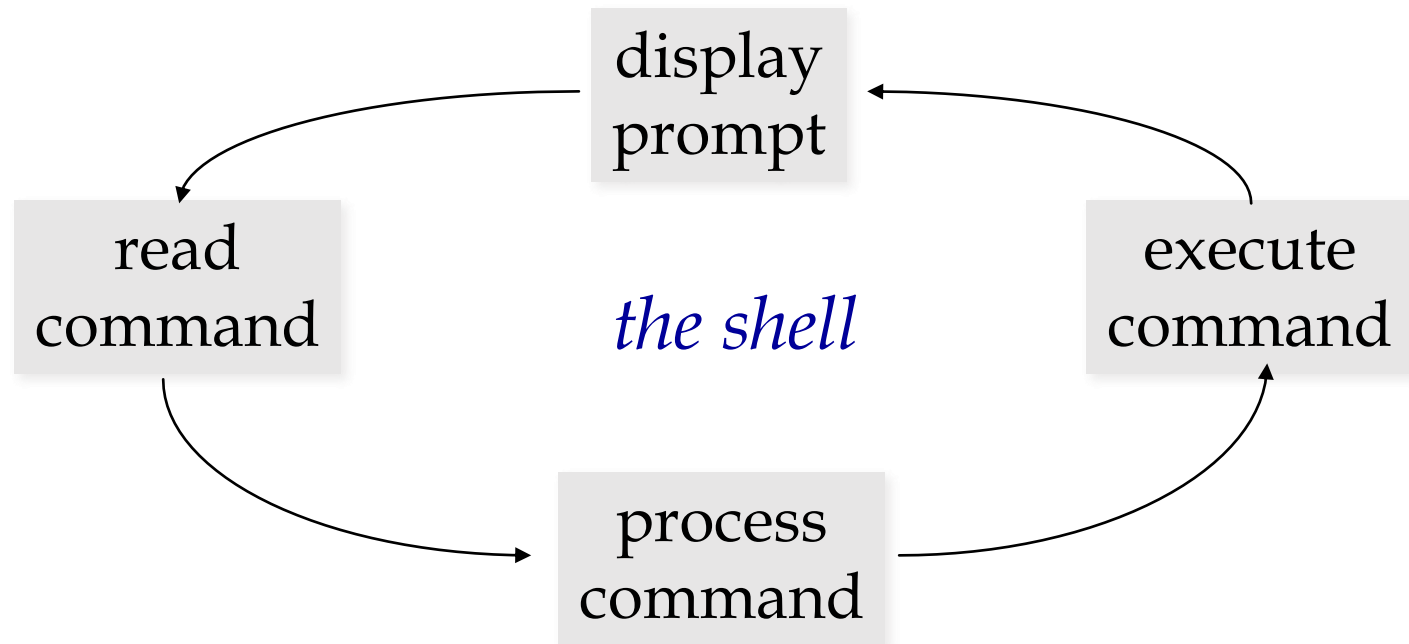 display
prompt
read
command
the shell
execute
command
process
command